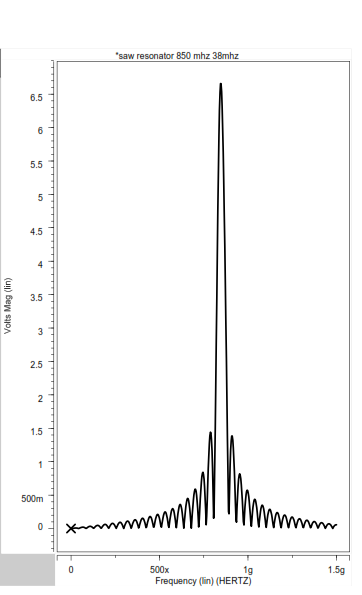 *saw resonator 850 mhz 38mhz
6.5
6
5.5
5
4.5
4
3.5
3
2.5
2
1.5
1
500m
0
Volts Mag (lin)
0 500x 1g 1.5g
Frequency (lin) (HERTZ)